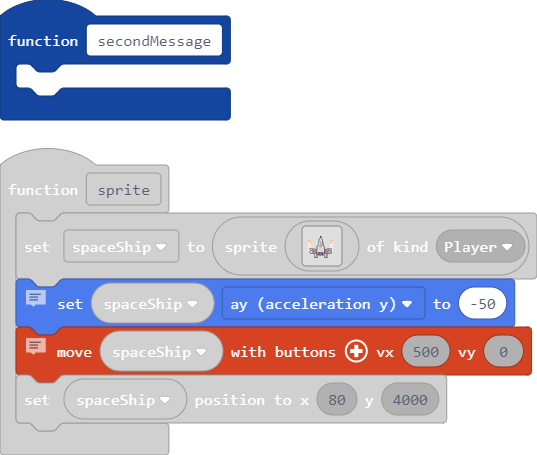 function secondMessage
function sprite
set spaceShip to sprite of kind Player
set spaceShip ay (acceleration y) to -50
move spaceShip with buttons vx 500 vy 0
set spaceShip position to x 80 y 4000